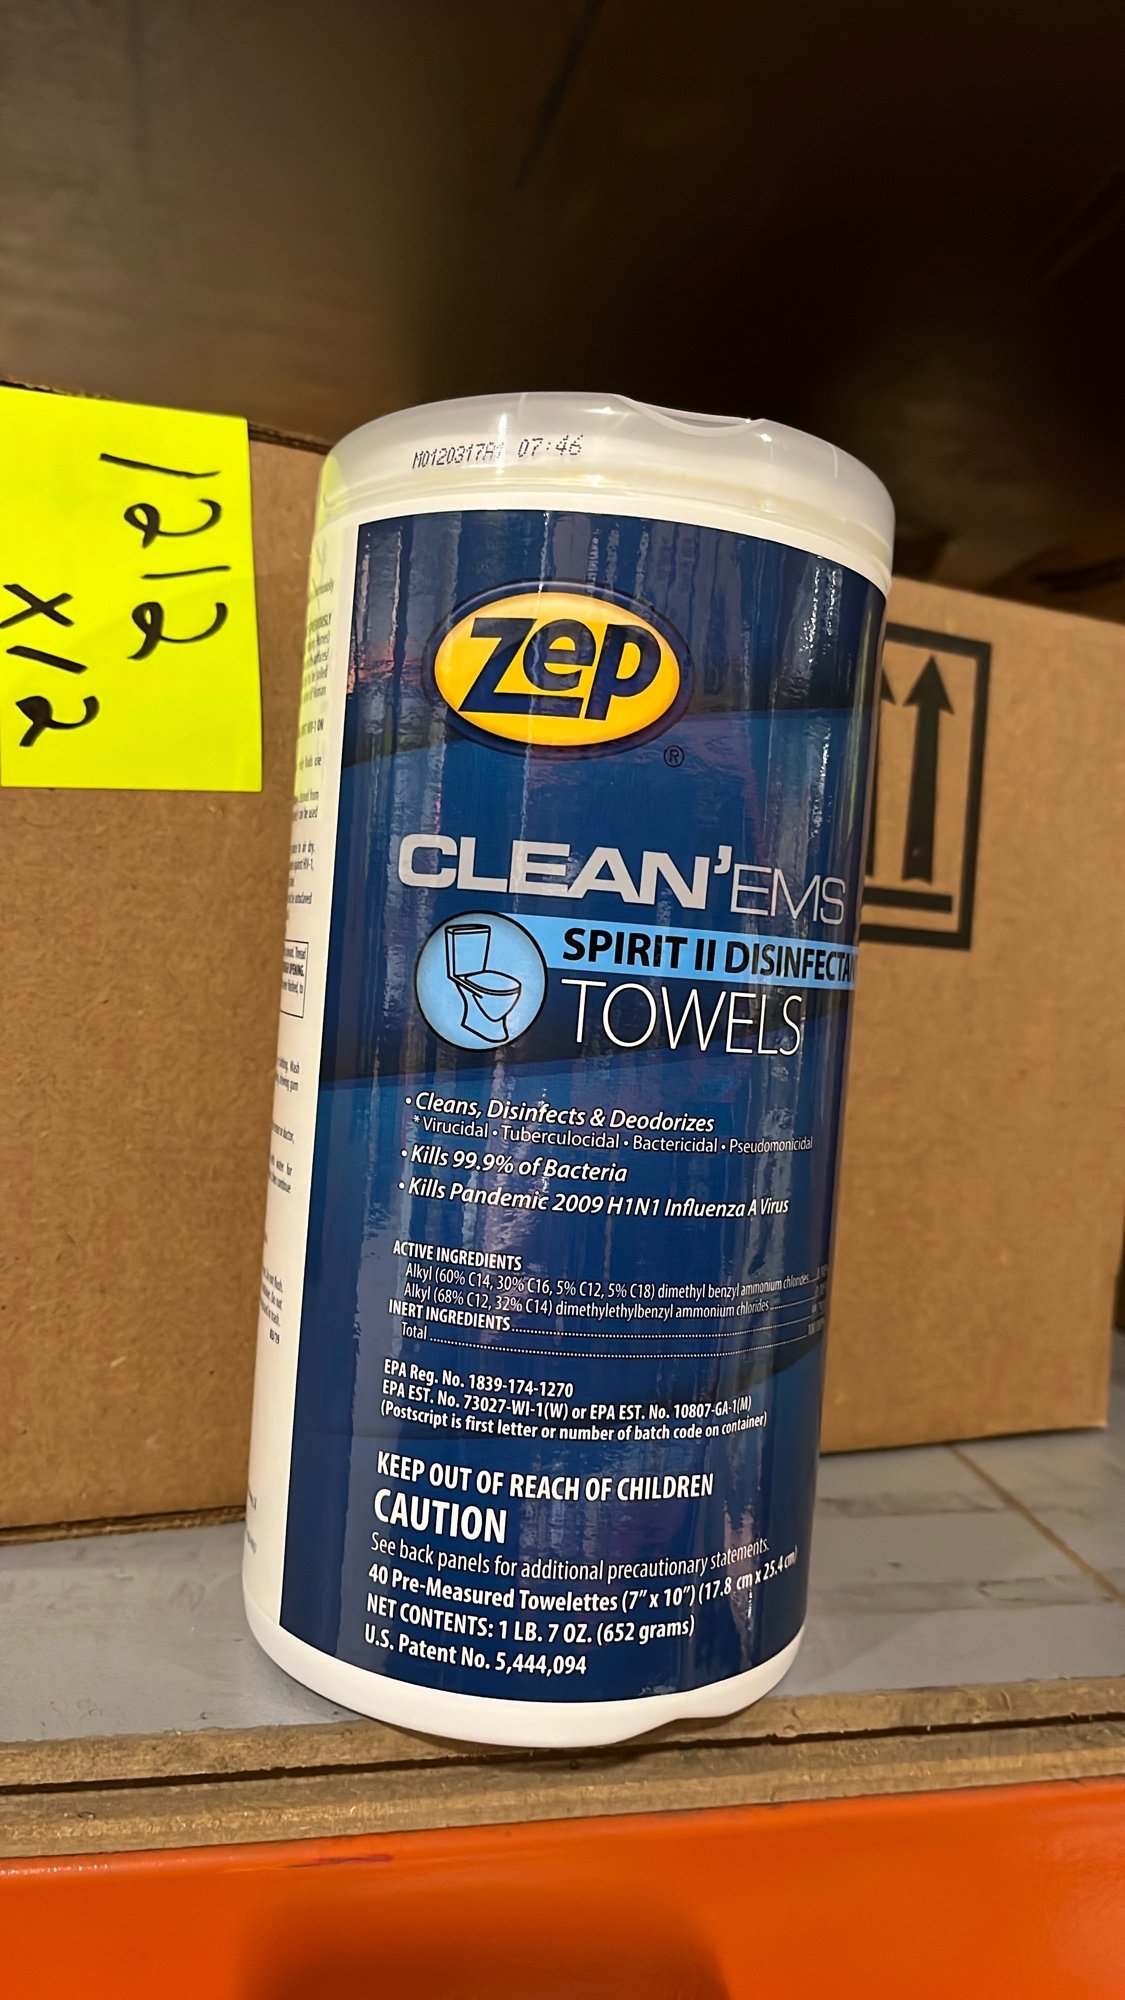 1212
X12
M0120317A1 07:46
zep
®
CLEAN'EMS
SPIRIT II DISINFECTA
TOWELS
• Cleans, Disinfects & Deodorizes
* Virucidal • Tuberculocidal • Bactericidal • Pseudomonicidal
• Kills 99.9% of Bacteria
• Kills Pandemic 2009 H1N1 Influenza A Virus
ACTIVE INGREDIENTS
Alkyl (60% C14, 30% C16, 5% C12, 5% C18) dimethyl benzyl ammonium chlorides
Alkyl (68% C12, 32% C14) dimethylethylbenzyl ammonium chlorides
INERT INGREDIENTS
Total
EPA Reg. No. 1839-174-1270
EPA EST. No. 73027-WI-1(W) or EPA EST. No. 10807-GA-1(M)
(Postscript is first letter or number of batch code on container)
KEEP OUT OF REACH OF CHILDREN
CAUTION
See back panels for additional precautionary statements.
40 Pre-Measured Towelettes (7" x 10") (17.8 cm x 25.4 cm)
NET CONTENTS: 1 LB. 7 OZ. (652 grams)
U.S. Patent No. 5,444,094